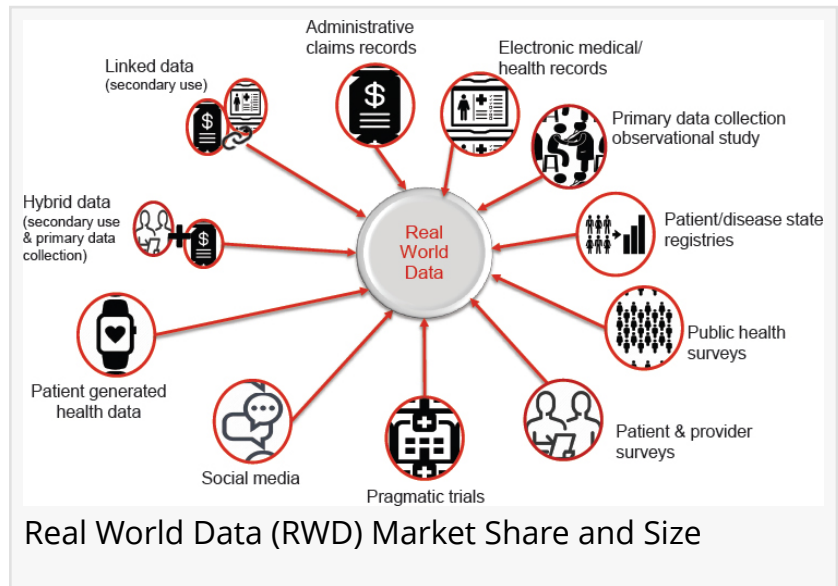 Administrative
claims records
Electronic medical/
health records
Linked data
(secondary use)
Primary data collection
observational study
Hybrid data
(secondary use
& primary data
collection)
Real
World
Data
Patient/disease state
registries
Public health
surveys
Patient generated
health data
Patient & provider
surveys
Social media
Pragmatic trials
Real World Data (RWD) Market Share and Size